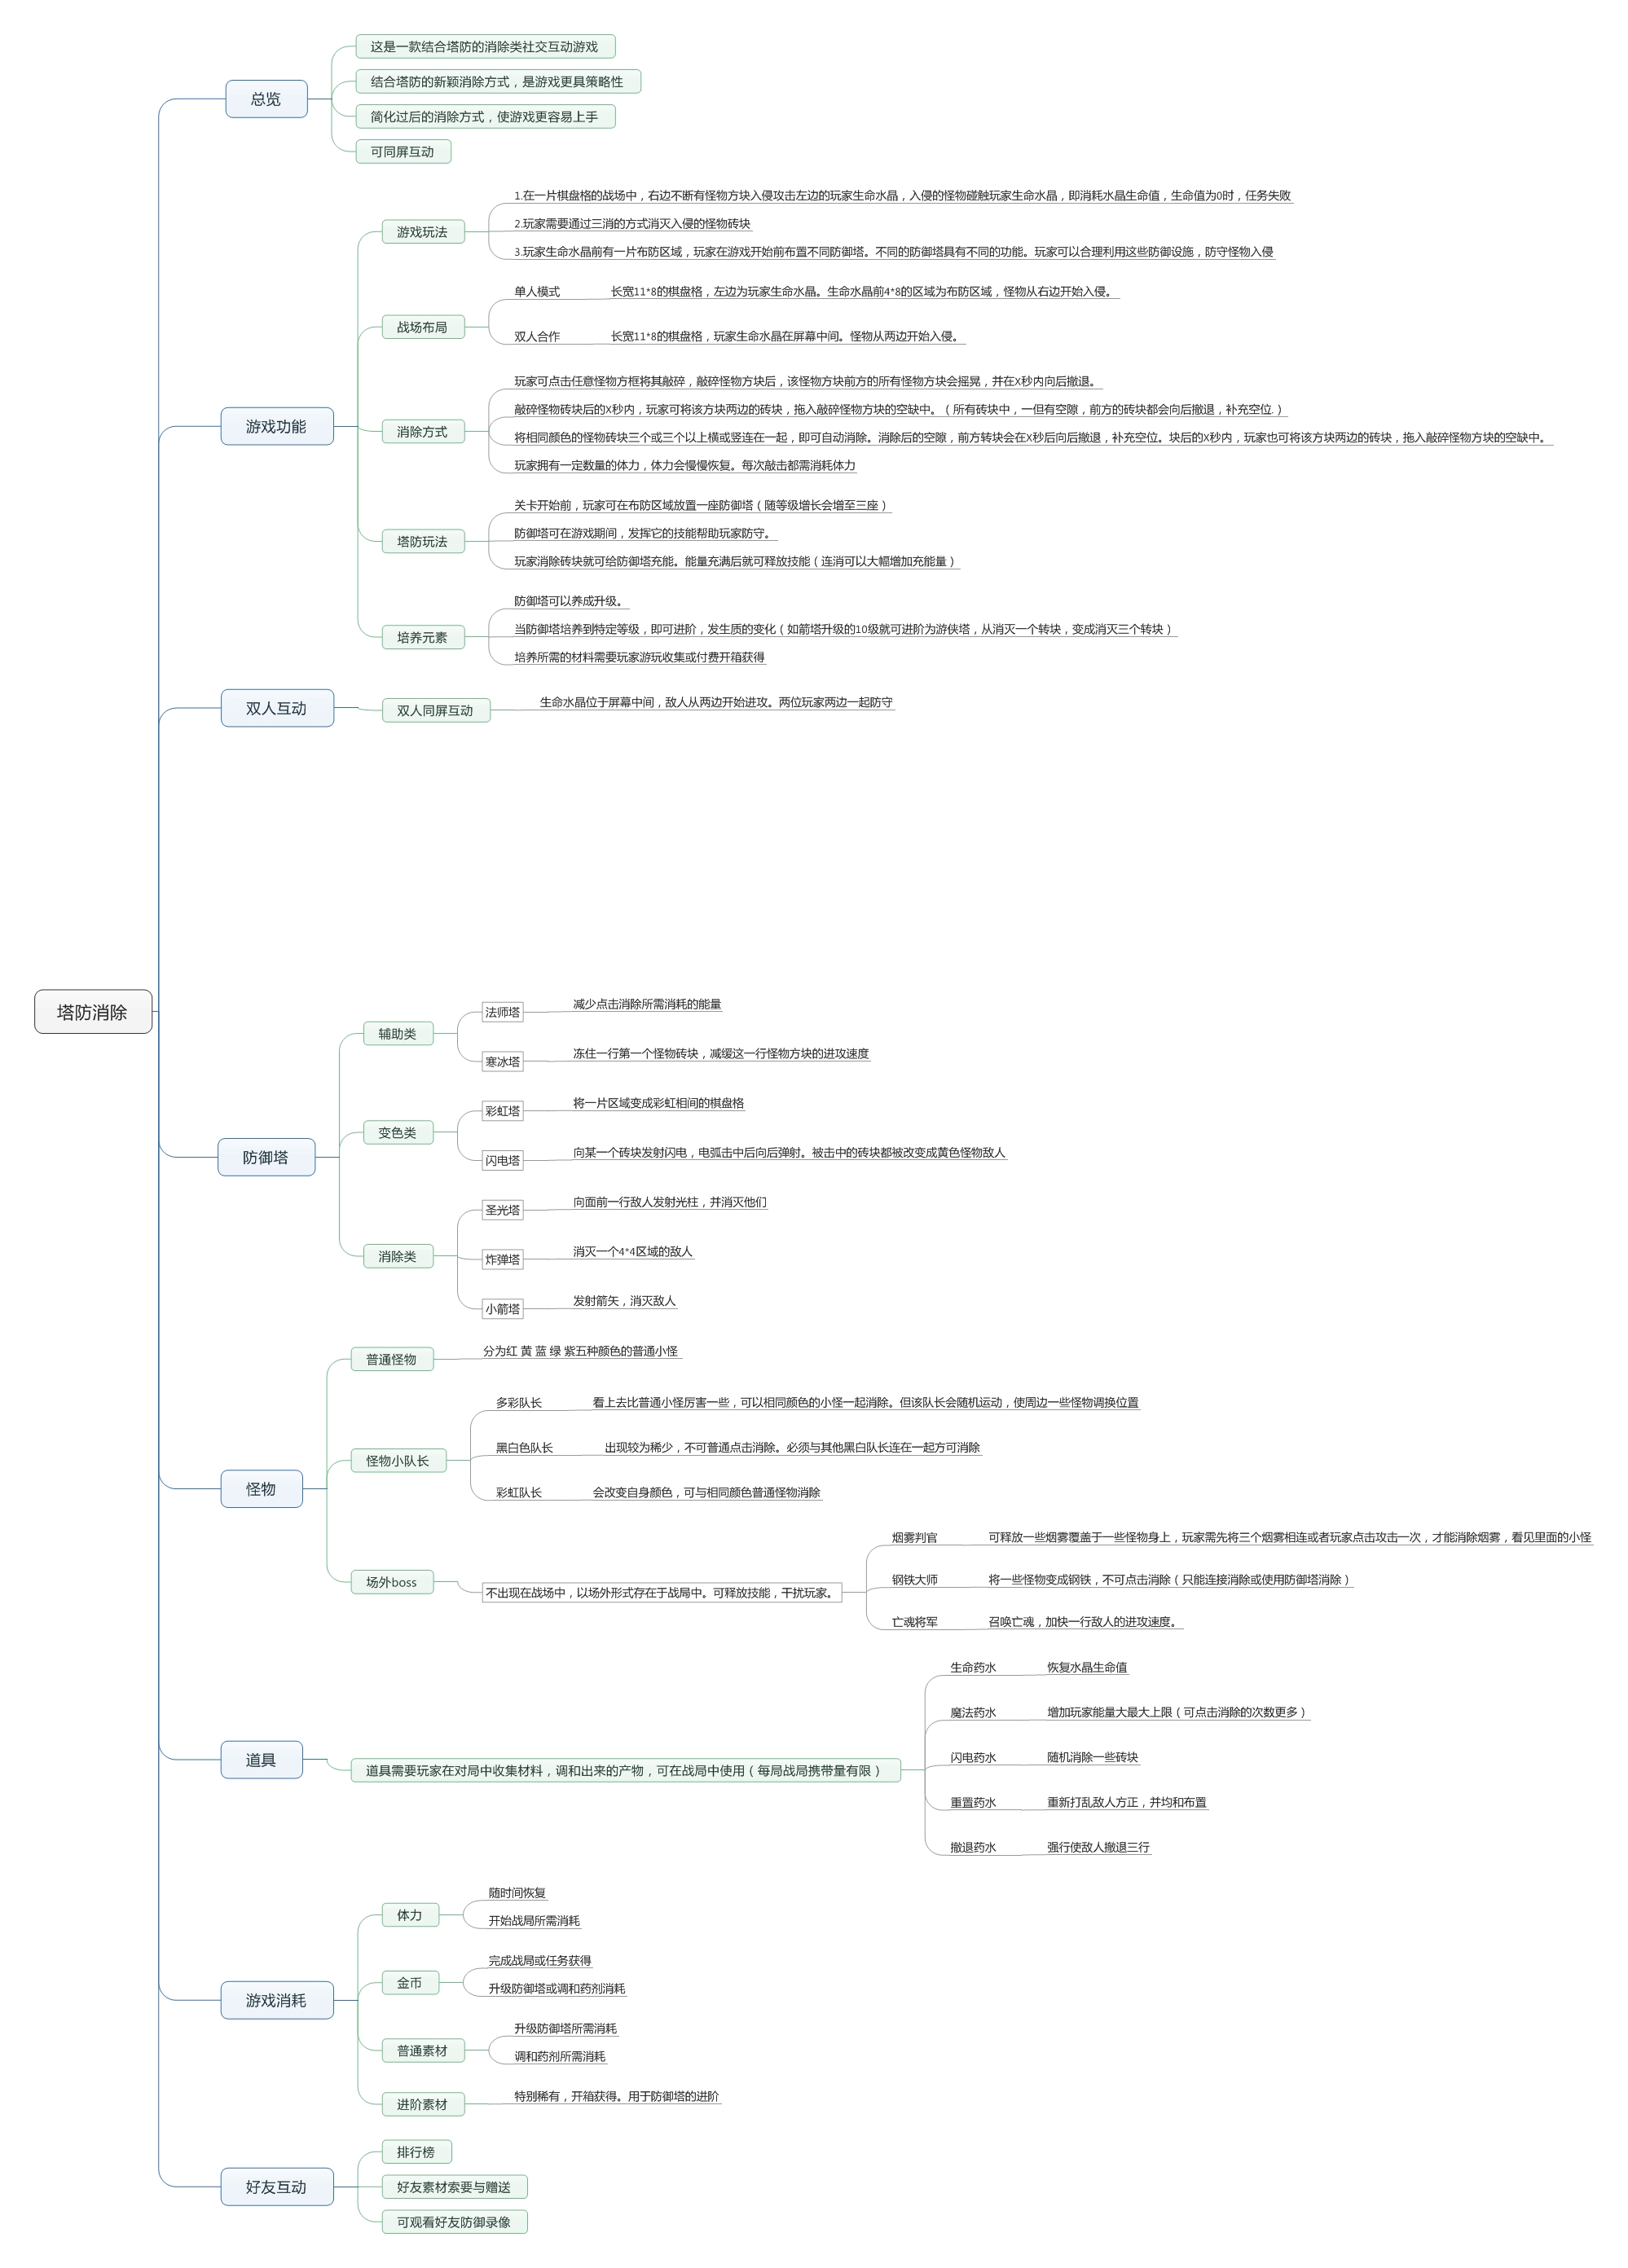 塔防消除
总览
这是一款结合塔防的消除类社交互动游戏
结合塔防的新颖消除方式，是游戏更具策略性
简化过后的消除方式，使游戏更容易上手
可同屏互动
游戏功能
游戏玩法
1.在一片棋盘格的战场中，右边不断有怪物方块入侵攻击左边的玩家生命水晶，入侵的怪物碰触玩家生命水晶，即消耗水晶生命值，生命值为0时，任务失败
2.玩家需要通过三消的方式消灭入侵的怪物砖块
3.玩家生命水晶前有一片布防区域，玩家在游戏开始前布置不同防御塔。不同的防御塔具有不同的功能。玩家可以合理利用这些防御设施，防守怪物入侵
战场布局
单人模式
长宽11*8的棋盘格，左边为玩家生命水晶。生命水晶前4*8的区域为布防区域，怪物从右边开始入侵。
双人合作
长宽11*8的棋盘格，玩家生命水晶在屏幕中间。怪物从两边开始入侵。
消除方式
玩家可点击任意怪物方框将其敲碎，敲碎怪物方块后，该怪物方块前方的所有怪物方块会摇晃，并在X秒内向后撤退。
敲碎怪物砖块后的X秒内，玩家可将该方块两边的砖块，拖入敲碎怪物方块的空缺中。（所有砖块中，一但有空隙，前方的砖块都会向后撤退，补充空位.）
将相同颜色的怪物砖块三个或三个以上横或竖连在一起，即可自动消除。消除后的空隙，前方转块会在X秒后向后撤退，补充空位。块后的X秒内，玩家也可将该方块两边的砖块，拖入敲碎怪物方块的空缺中。
玩家拥有一定数量的体力，体力会慢慢恢复。每次敲击都需消耗体力
塔防玩法
关卡开始前，玩家可在布防区域放置一座防御塔（随等级增长会增至三座）
防御塔可在游戏期间，发挥它的技能帮助玩家防守。
玩家消除砖块就可给防御塔充能。能量充满后就可释放技能（连消可以大幅增加充能量）
培养元素
防御塔可以养成升级。
当防御塔培养到特定等级，即可进阶，发生质的变化（如箭塔升级的10级就可进阶为游侠塔，从消灭一个转块，变成消灭三个转块）
培养所需的材料需要玩家游玩收集或付费开箱获得
双人互动
双人同屏互动
生命水晶位于屏幕中间，敌人从两边开始进攻。两位玩家两边一起防守
防御塔
辅助类
法师塔
减少点击消除所需消耗的能量
寒冰塔
冻住一行第一个怪物砖块，减缓这一行怪物方块的进攻速度
变色类
彩虹塔
将一片区域变成彩虹相间的棋盘格
闪电塔
向某一个砖块发射闪电，电弧击中后向后弹射。被击中的砖块都被改变成黄色怪物敌人
消除类
圣光塔
向面前一行敌人发射光柱，并消灭他们
炸弹塔
消灭一个4*4区域的敌人
小箭塔
发射箭矢，消灭敌人
怪物
普通怪物
分为红 黄 蓝 绿 紫五种颜色的普通小怪
怪物小队长
多彩队长
看上去比普通小怪厉害一些，可以相同颜色的小怪一起消除。但该队长会随机运动，使周边一些怪物调换位置
黑白色队长
出现较为稀少，不可普通点击消除。必须与其他黑白队长连在一起方可消除
彩虹队长
会改变自身颜色，可与相同颜色普通怪物消除
场外boss
不出现在战场中，以场外形式存在于战局中。可释放技能，干扰玩家。
烟雾判官
可释放一些烟雾覆盖于一些怪物身上，玩家需先将三个烟雾相连或者玩家点击攻击一次，才能消除烟雾，看见里面的小怪
钢铁大师
将一些怪物变成钢铁，不可点击消除（只能连接消除或使用防御塔消除）
亡魂将军
召唤亡魂，加快一行敌人的进攻速度。
道具
道具需要玩家在对局中收集材料，调和出来的产物，可在战局中使用（每局战局携带量有限）
生命药水
恢复水晶生命值
魔法药水
增加玩家能量大最大上限（可点击消除的次数更多）
闪电药水
随机消除一些砖块
重置药水
重新打乱敌人方正，并均和布置
撤退药水
强行使敌人撤退三行
游戏消耗
体力
随时间恢复
开始战局所需消耗
金币
完成战局或任务获得
升级防御塔或调和药剂消耗
普通素材
升级防御塔所需消耗
调和药剂所需消耗
进阶素材
特别稀有，开箱获得。用于防御塔的进阶
好友互动
排行榜
好友素材索要与赠送
可观看好友防御录像